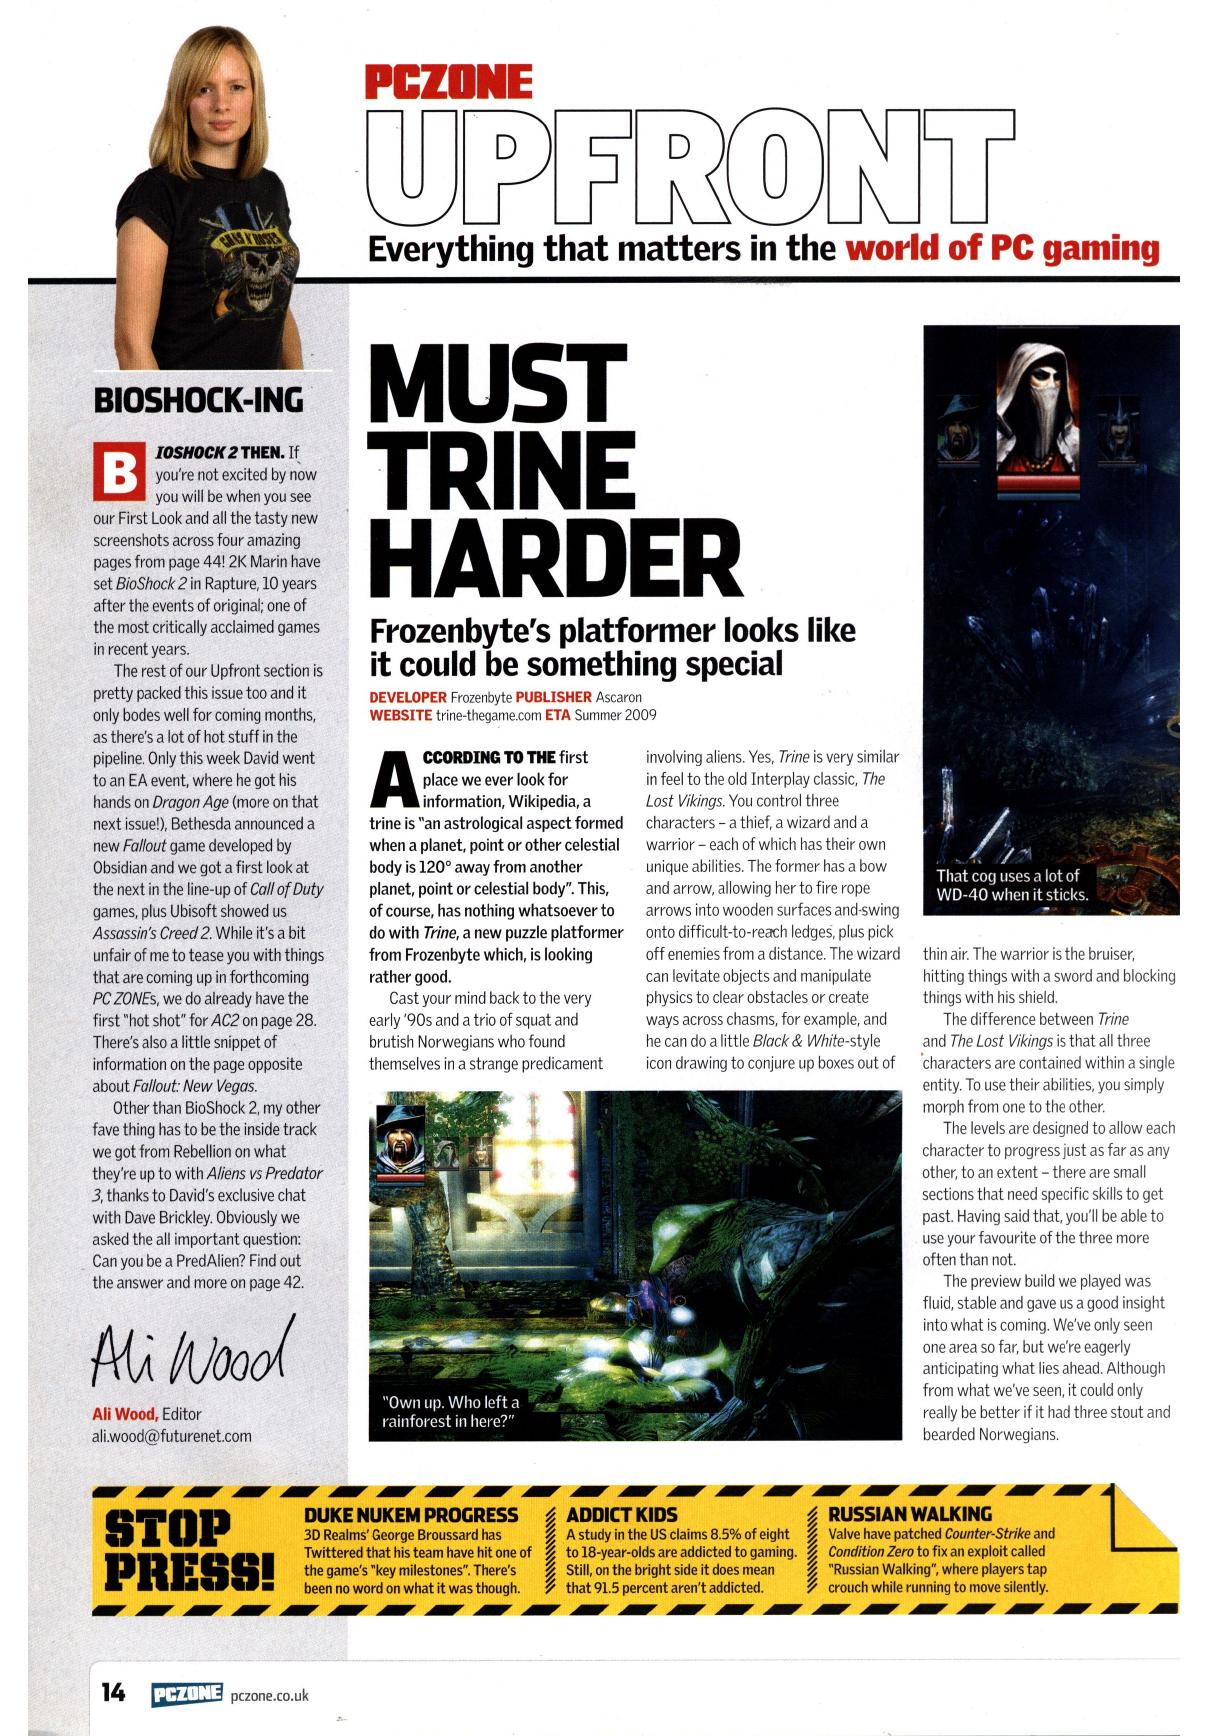 PCZONE
UPFRONT
Everything that matters in the world of PC gaming
GUNS N' ROSES
BIOSHOCK-ING
BIOSHOCK 2 THEN. If
you're not excited by now
you will be when you see
our First Look and all the tasty new
screenshots across four amazing
pages from page 44! 2K Marin have
set BioShock 2 in Rapture, 10 years
after the events of original; one of
the most critically acclaimed games
in recent years.
The rest of our Upfront section is
pretty packed this issue too and it
only bodes well for coming months,
as there's a lot of hot stuff in the
pipeline. Only this week David went
to an EA event, where he got his
hands on Dragon Age (more on that
next issue!), Bethesda announced a
new Fallout game developed by
Obsidian and we got a first look at
the next in the line-up of Call of Duty
games, plus Ubisoft showed us
Assassin's Creed 2. While it's a bit
unfair of me to tease you with things
that are coming up in forthcoming
PC ZONEs, we do already have the
first "hot shot" for AC2 on page 28.
There's also a little snippet of
information on the page opposite
about Fallout: New Vegas.
Other than BioShock 2, my other
fave thing has to be the inside track
we got from Rebellion on what
they're up to with Aliens vs Predator
3, thanks to David's exclusive chat
with Dave Brickley. Obviously we
asked the all important question:
Can you be a PredAlien? Find out
the answer and more on page 42.
Ali Wood
Ali Wood, Editor
ali.wood@futurenet.com
MUST
TRINE
HARDER
Frozenbyte's platformer looks like
it could be something special
DEVELOPER Frozenbyte PUBLISHER Ascaron
WEBSITE trine-thegame.com ETA Summer 2009
ACCORDING TO THE first
place we ever look for
information, Wikipedia, a
trine is "an astrological aspect formed
when a planet, point or other celestial
body is 120° away from another
planet, point or celestial body". This,
of course, has nothing whatsoever to
do with Trine, a new puzzle platformer
from Frozenbyte which, is looking
rather good.
Cast your mind back to the very
early '90s and a trio of squat and
brutish Norwegians who found
themselves in a strange predicament
involving aliens. Yes, Trine is very similar
in feel to the old Interplay classic, The
Lost Vikings. You control three
characters – a thief, a wizard and a
warrior – each of which has their own
unique abilities. The former has a bow
and arrow, allowing her to fire rope
arrows into wooden surfaces and swing
onto difficult-to-reach ledges, plus pick
off enemies from a distance. The wizard
can levitate objects and manipulate
physics to clear obstacles or create
ways across chasms, for example, and
he can do a little Black & White-style
icon drawing to conjure up boxes out of
thin air. The warrior is the bruiser,
hitting things with a sword and blocking
things with his shield.
The difference between Trine
and The Lost Vikings is that all three
characters are contained within a single
entity. To use their abilities, you simply
morph from one to the other.
The levels are designed to allow each
character to progress just as far as any
other, to an extent – there are small
sections that need specific skills to get
past. Having said that, you'll be able to
use your favourite of the three more
often than not.
The preview build we played was
fluid, stable and gave us a good insight
into what is coming. We've only seen
one area so far, but we're eagerly
anticipating what lies ahead. Although
from what we've seen, it could only
really be better if it had three stout and
bearded Norwegians.
That cog uses a lot of
WD-40 when it sticks.
"Own up. Who left a
rainforest in here?"
STOP
PRESS!
DUKE NUKEM PROGRESS
3D Realms' George Broussard has
Twittered that his team have hit one of
the game's "key milestones". There's
been no word on what it was though.
ADDICT KIDS
A study in the US claims 8.5% of eight
to 18-year-olds are addicted to gaming.
Still, on the bright side it does mean
that 91.5 percent aren't addicted.
RUSSIAN WALKING
Valve have patched Counter-Strike and
Condition Zero to fix an exploit called
"Russian Walking", where players tap
crouch while running to move silently.
14 PCZONE pczone.co.uk